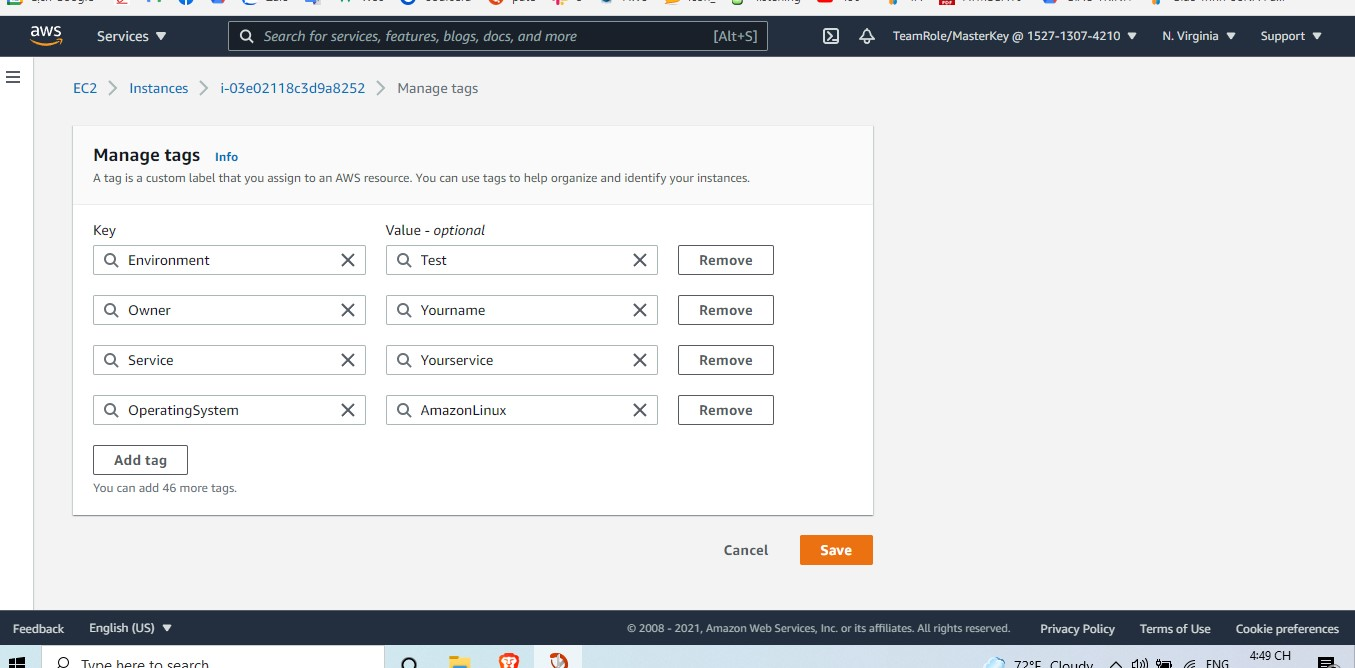 aws
Services
Search for services, features, blogs, docs, and more
[Alt+S]
TeamRole/MasterKey @ 1527-1307-4210
N. Virginia
Support
EC2
Instances
i-03e02118c3d9a8252
Manage tags
Manage tags
Info
A tag is a custom label that you assign to an AWS resource. You can use tags to help organize and identify your instances.
Key
Value - optional
Environment
Test
Remove
Owner
Yourname
Remove
Service
Yourservice
Remove
OperatingSystem
AmazonLinux
Remove
Add tag
You can add 46 more tags.
Cancel
Save
Feedback
English (US)
© 2008 - 2021, Amazon Web Services, Inc. or its affiliates. All rights reserved.
Privacy Policy
Terms of Use
Cookie preferences
Type here to search
72°F Cloudy
ENG
4:49 CH